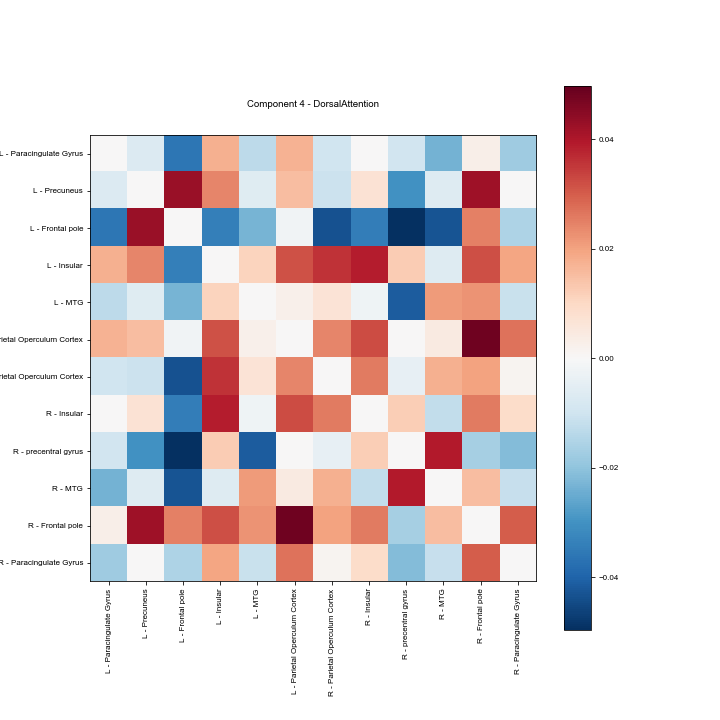 Component 4 - DorsalAttention
L - Paracingulate Gyrus
L - Precuneus
L - Frontal pole
L - Insular
L - MTG
rietal Operculum Cortex
rietal Operculum Cortex
R - Insular
R - precentral gyrus
R - MTG
R - Frontal pole
R - Paracingulate Gyrus
L - Paracingulate Gyrus
L - Precuneus
L - Frontal pole
L - Insular
L - MTG
L - Parietal Operculum Cortex
R - Parietal Operculum Cortex
R - Insular
R - precentral gyrus
R - MTG
R - Frontal pole
R - Paracingulate Gyrus
0.04
0.02
0.00
−0.02
−0.04